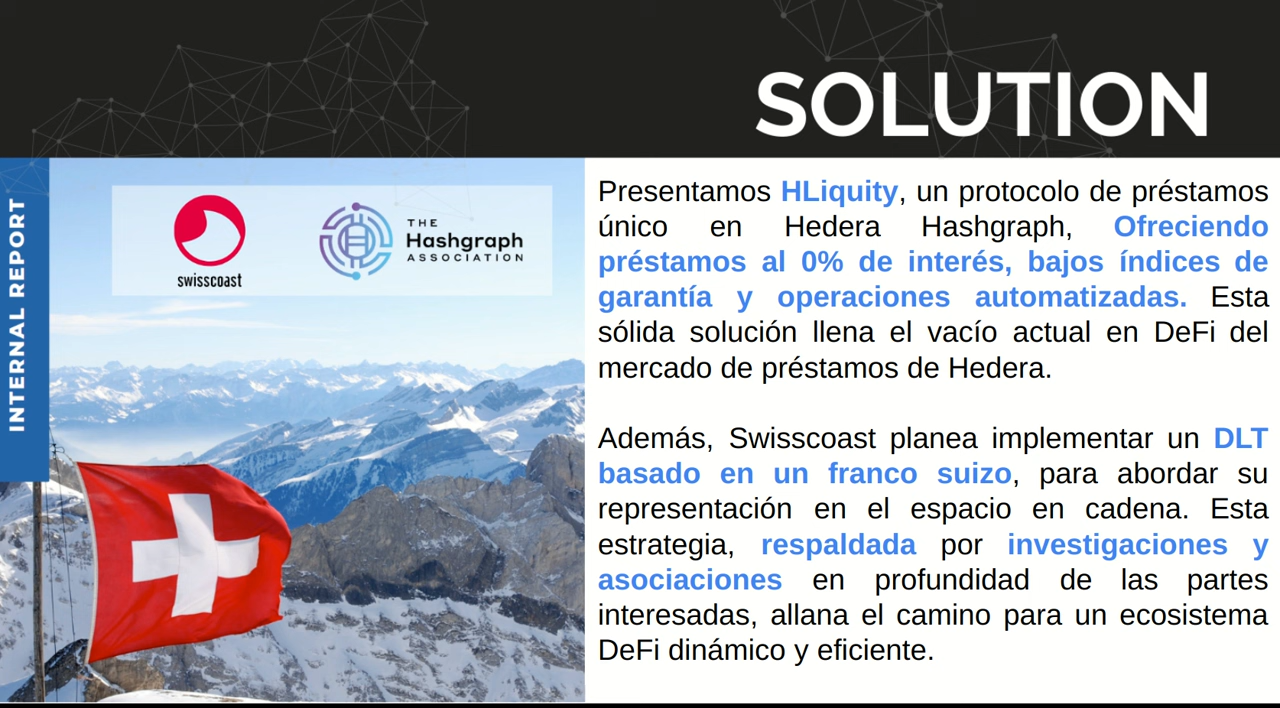 SOLUTION
INTERNAL REPORT
swisscoast
THE
Hashgraph
ASSOCIATION
Presentamos HLiquity, un protocolo de préstamos
único en Hedera Hashgraph, Ofreciendo
préstamos al 0% de interés, bajos índices de
garantía y operaciones automatizadas. Esta
sólida solución llena el vacío actual en DeFi del
mercado de préstamos de Hedera.
Además, Swisscoast planea implementar un DLT
basado en un franco suizo, para abordar su
representación en el espacio en cadena. Esta
estrategia, respaldada por investigaciones y
asociaciones en profundidad de las partes
interesadas, allana el camino para un ecosistema
DeFi dinámico y eficiente.